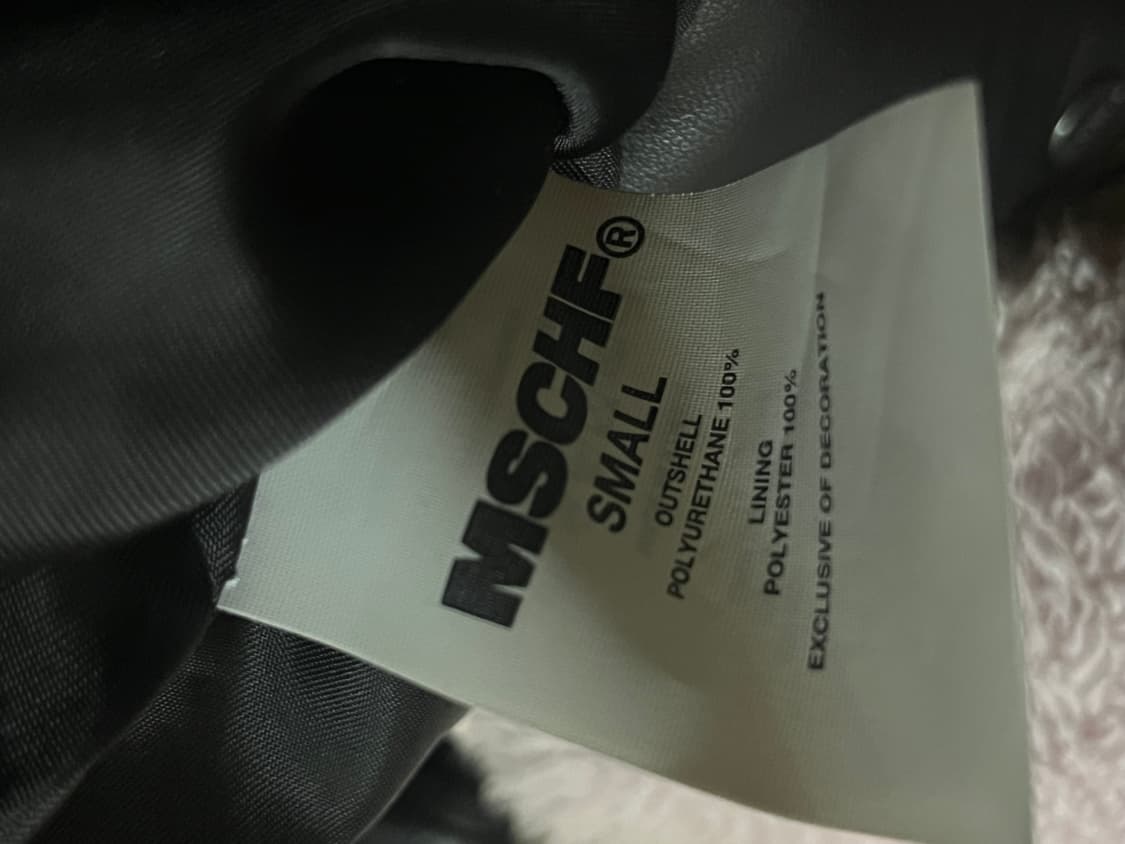 MSCHF®
SMALL
OUTSHELL
POLYURETHANE 100%
LINING
POLYESTER 100%
EXCLUSIVE OF DECORATION